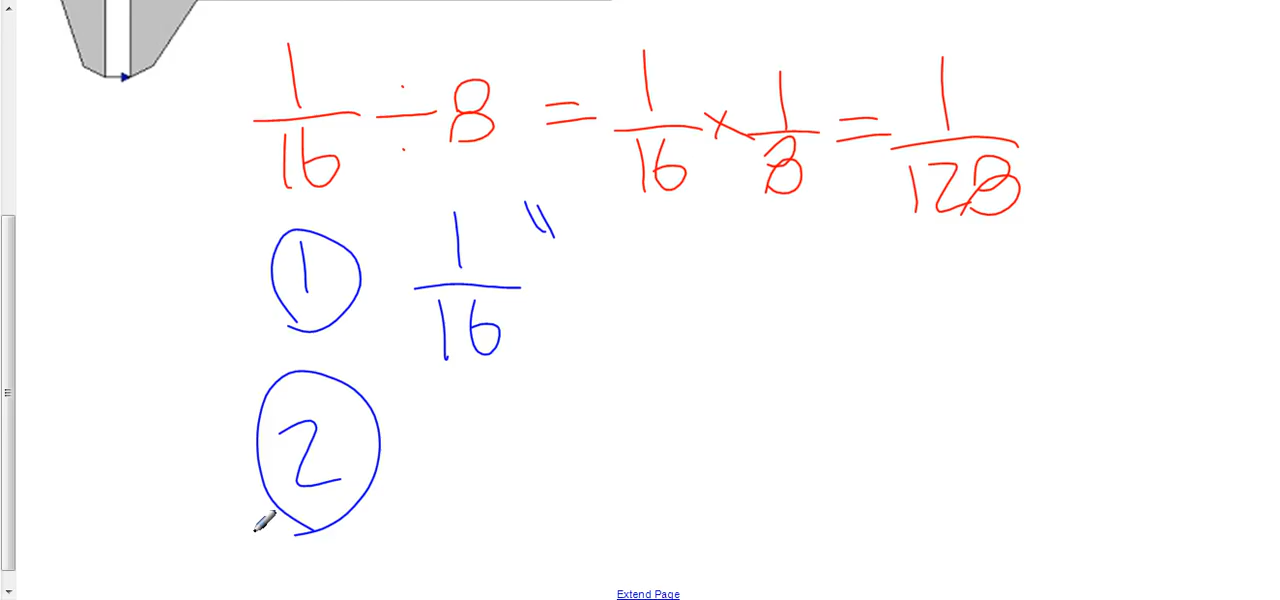 1/16 ÷ 8 = 1/16 × 1/8 = 1/128
① 1/16"
②
Extend Page